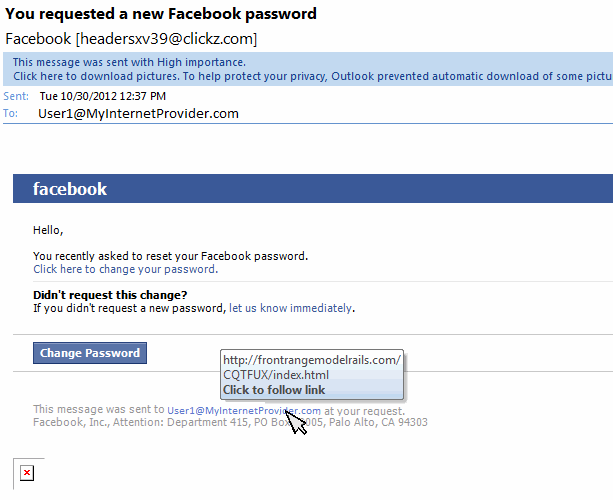 You requested a new Facebook password
Facebook [headersxv39@clickz.com]
This message was sent with High importance.
Click here to download pictures. To help protect your privacy, Outlook prevented automatic download of some pictu
Sent: Tue 10/30/2012 12:37 PM
To: User1@MyInternetProvider.com
facebook
Hello,
You recently asked to reset your Facebook password.
Click here to change your password.
Didn't request this change?
If you didn't request a new password, let us know immediately.
Change Password
http://frontrangemodelrails.com/
CQTFUX/index.html
Click to follow link
This message was sent to User1@MyInternetProvider.com at your request.
Facebook, Inc., Attention: Department 415, PO Box 005, Palo Alto, CA 94303